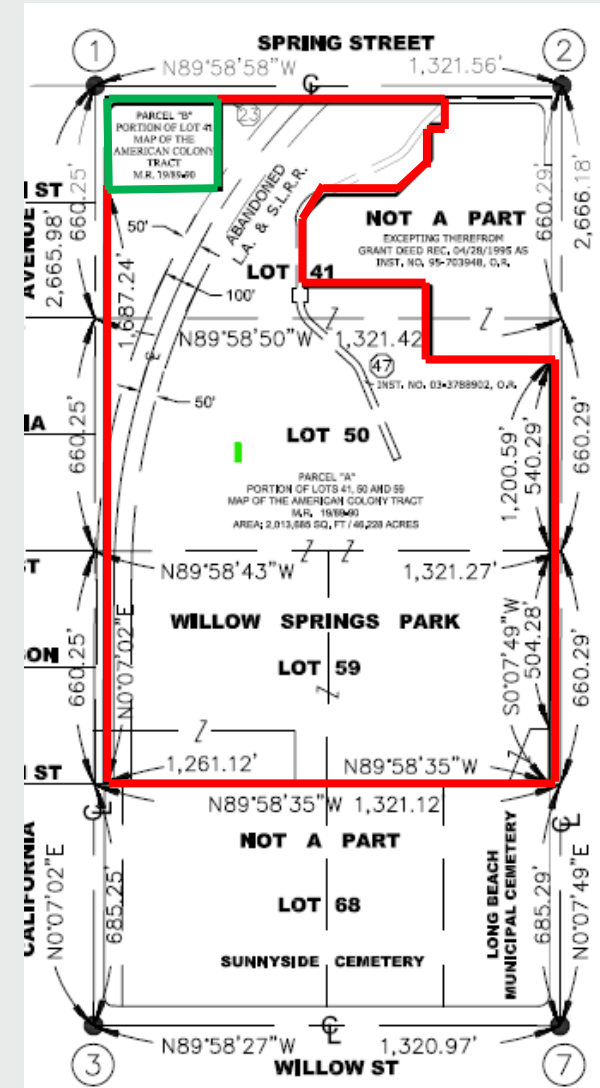 1
2
SPRING STREET
N89°58'58"W
1,321.56'
23
PARCEL "B"
PORTION OF LOT 41
MAP OF THE
AMERICAN COLONY
TRACT
M.R. 19/89-90
ST
AVENUE
2,665.98'
660.25'
50'
ABANDONED
L.A. & S.L.R.R.
NOT A PART
EXCEPTING THEREFROM
GRANT DEED REC. 04/28/1995 AS
INST. NO. 95-703948, O.R.
660.29'
2,666.18'
LOT 41
100'
1,687.24'
N89°58'50"W
1,321.42
47
INST. NO. 03-3788902, O.R.
50'
IA
660.25'
LOT 50
PARCEL "A"
PORTION OF LOTS 41, 50 AND 59
MAP OF THE AMERICAN COLONY TRACT
M.R. 19/89-90
AREA; 2,013,685 SQ. FT / 46.228 ACRES
1,200.59'
540.29'
660.29'
ST
N89°58'43"W
1,321.27'
WILLOW SPRINGS PARK
LOT 59
SON
660.25'
N0°07'02"E
S0°07'49"W
504.28'
660.29'
ST
1,261.12'
N89°58'35"W
N89°58'35"W 1,321.12
CL
CL
NOT A PART
CALIFORNIA
N0°07'02"E
685.25'
LOT 68
LONG BEACH
MUNICIPAL CEMETERY
685.29'
N0°07'49"E
SUNNYSIDE CEMETERY
CL
N89°58'27"W
1,320.97'
WILLOW ST
3
7